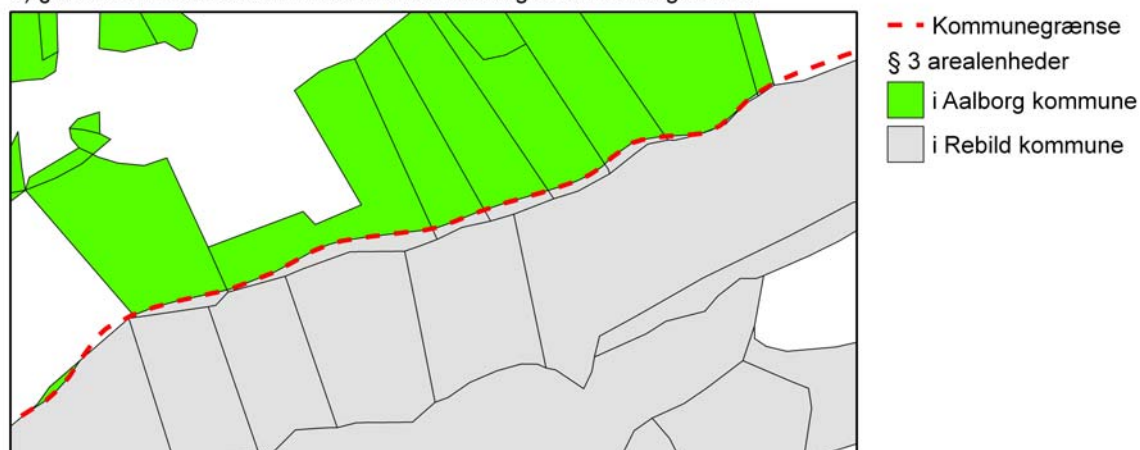 Kommunegrænse
§ 3 arealenheder
i Aalborg kommune
i Rebild kommune